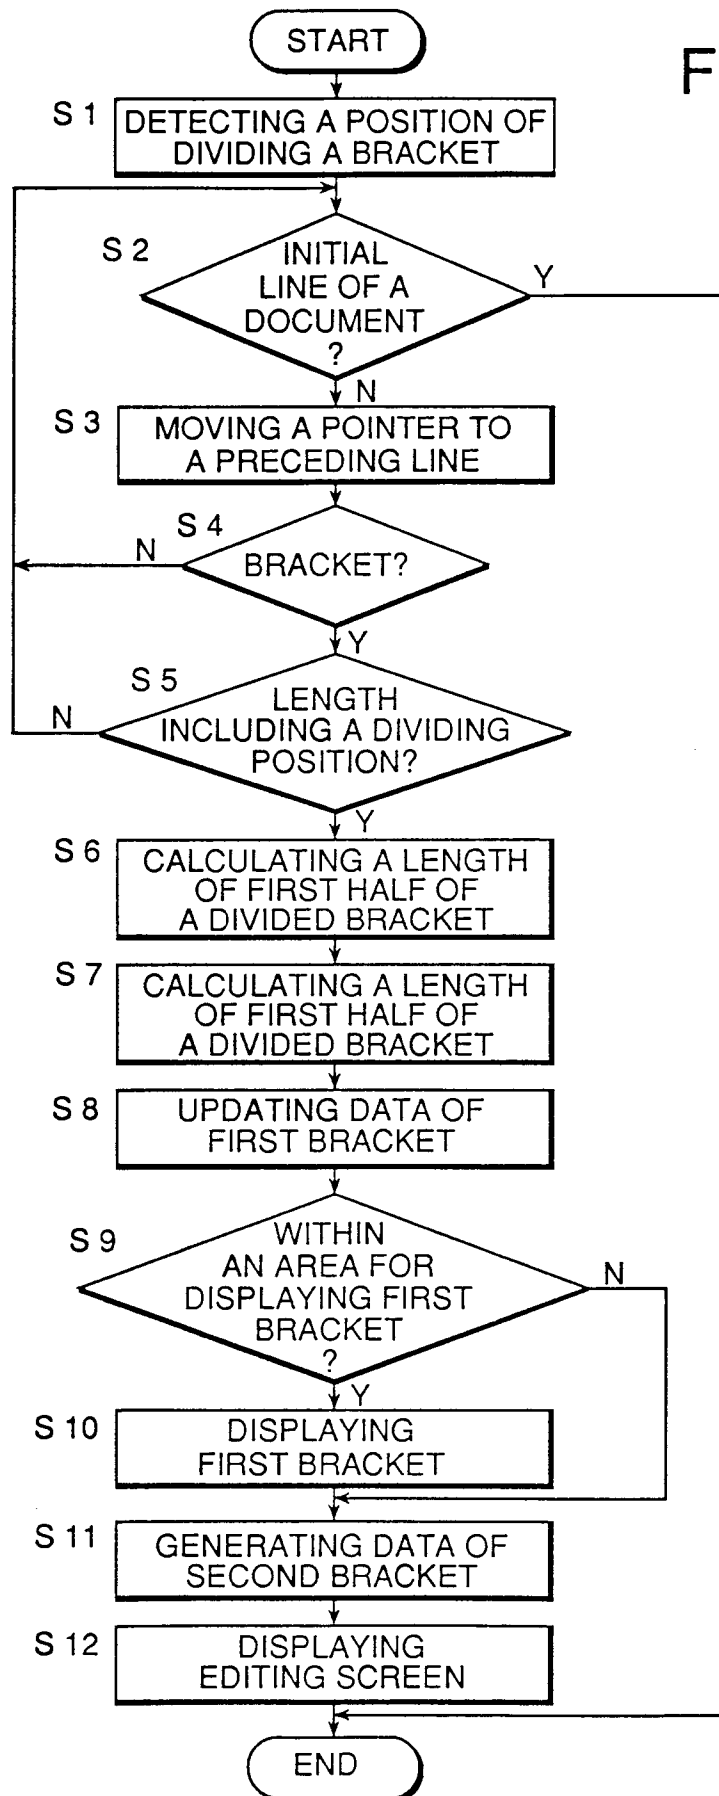 START
F
S 1
DETECTING A POSITION OF
DIVIDING A BRACKET
S 2
INITIAL
LINE OF A
DOCUMENT
?
Y
N
S 3
MOVING A POINTER TO
A PRECEDING LINE
S 4
N
BRACKET?
Y
S 5
N
LENGTH
INCLUDING A DIVIDING
POSITION?
Y
S 6
CALCULATING A LENGTH
OF FIRST HALF OF
A DIVIDED BRACKET
S 7
CALCULATING A LENGTH
OF FIRST HALF OF
A DIVIDED BRACKET
S 8
UPDATING DATA OF
FIRST BRACKET
S 9
WITHIN
AN AREA FOR
DISPLAYING FIRST
BRACKET
?
N
Y
S 10
DISPLAYING
FIRST BRACKET
S 11
GENERATING DATA OF
SECOND BRACKET
S 12
DISPLAYING
EDITING SCREEN
END